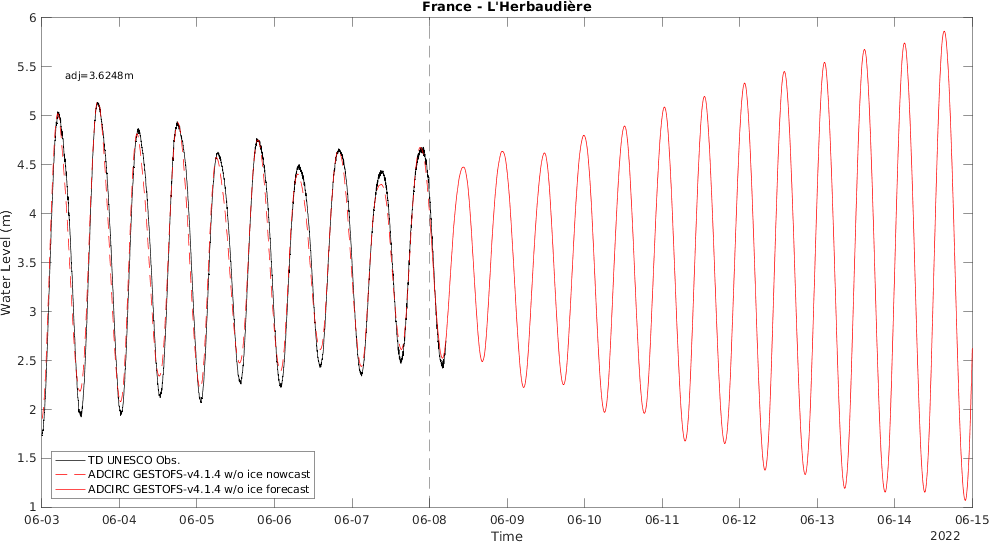 France - L'Herbaudière
adj=3.6248m
Water Level (m)
6
5.5
5
4.5
4
3.5
3
2.5
2
1.5
1
TD UNESCO Obs.
ADCIRC GESTOFS-v4.1.4 w/o ice nowcast
ADCIRC GESTOFS-v4.1.4 w/o ice forecast
06-03 06-04 06-05 06-06 06-07 06-08 06-09 06-10 06-11 06-12 06-13 06-14 06-15
Time
2022